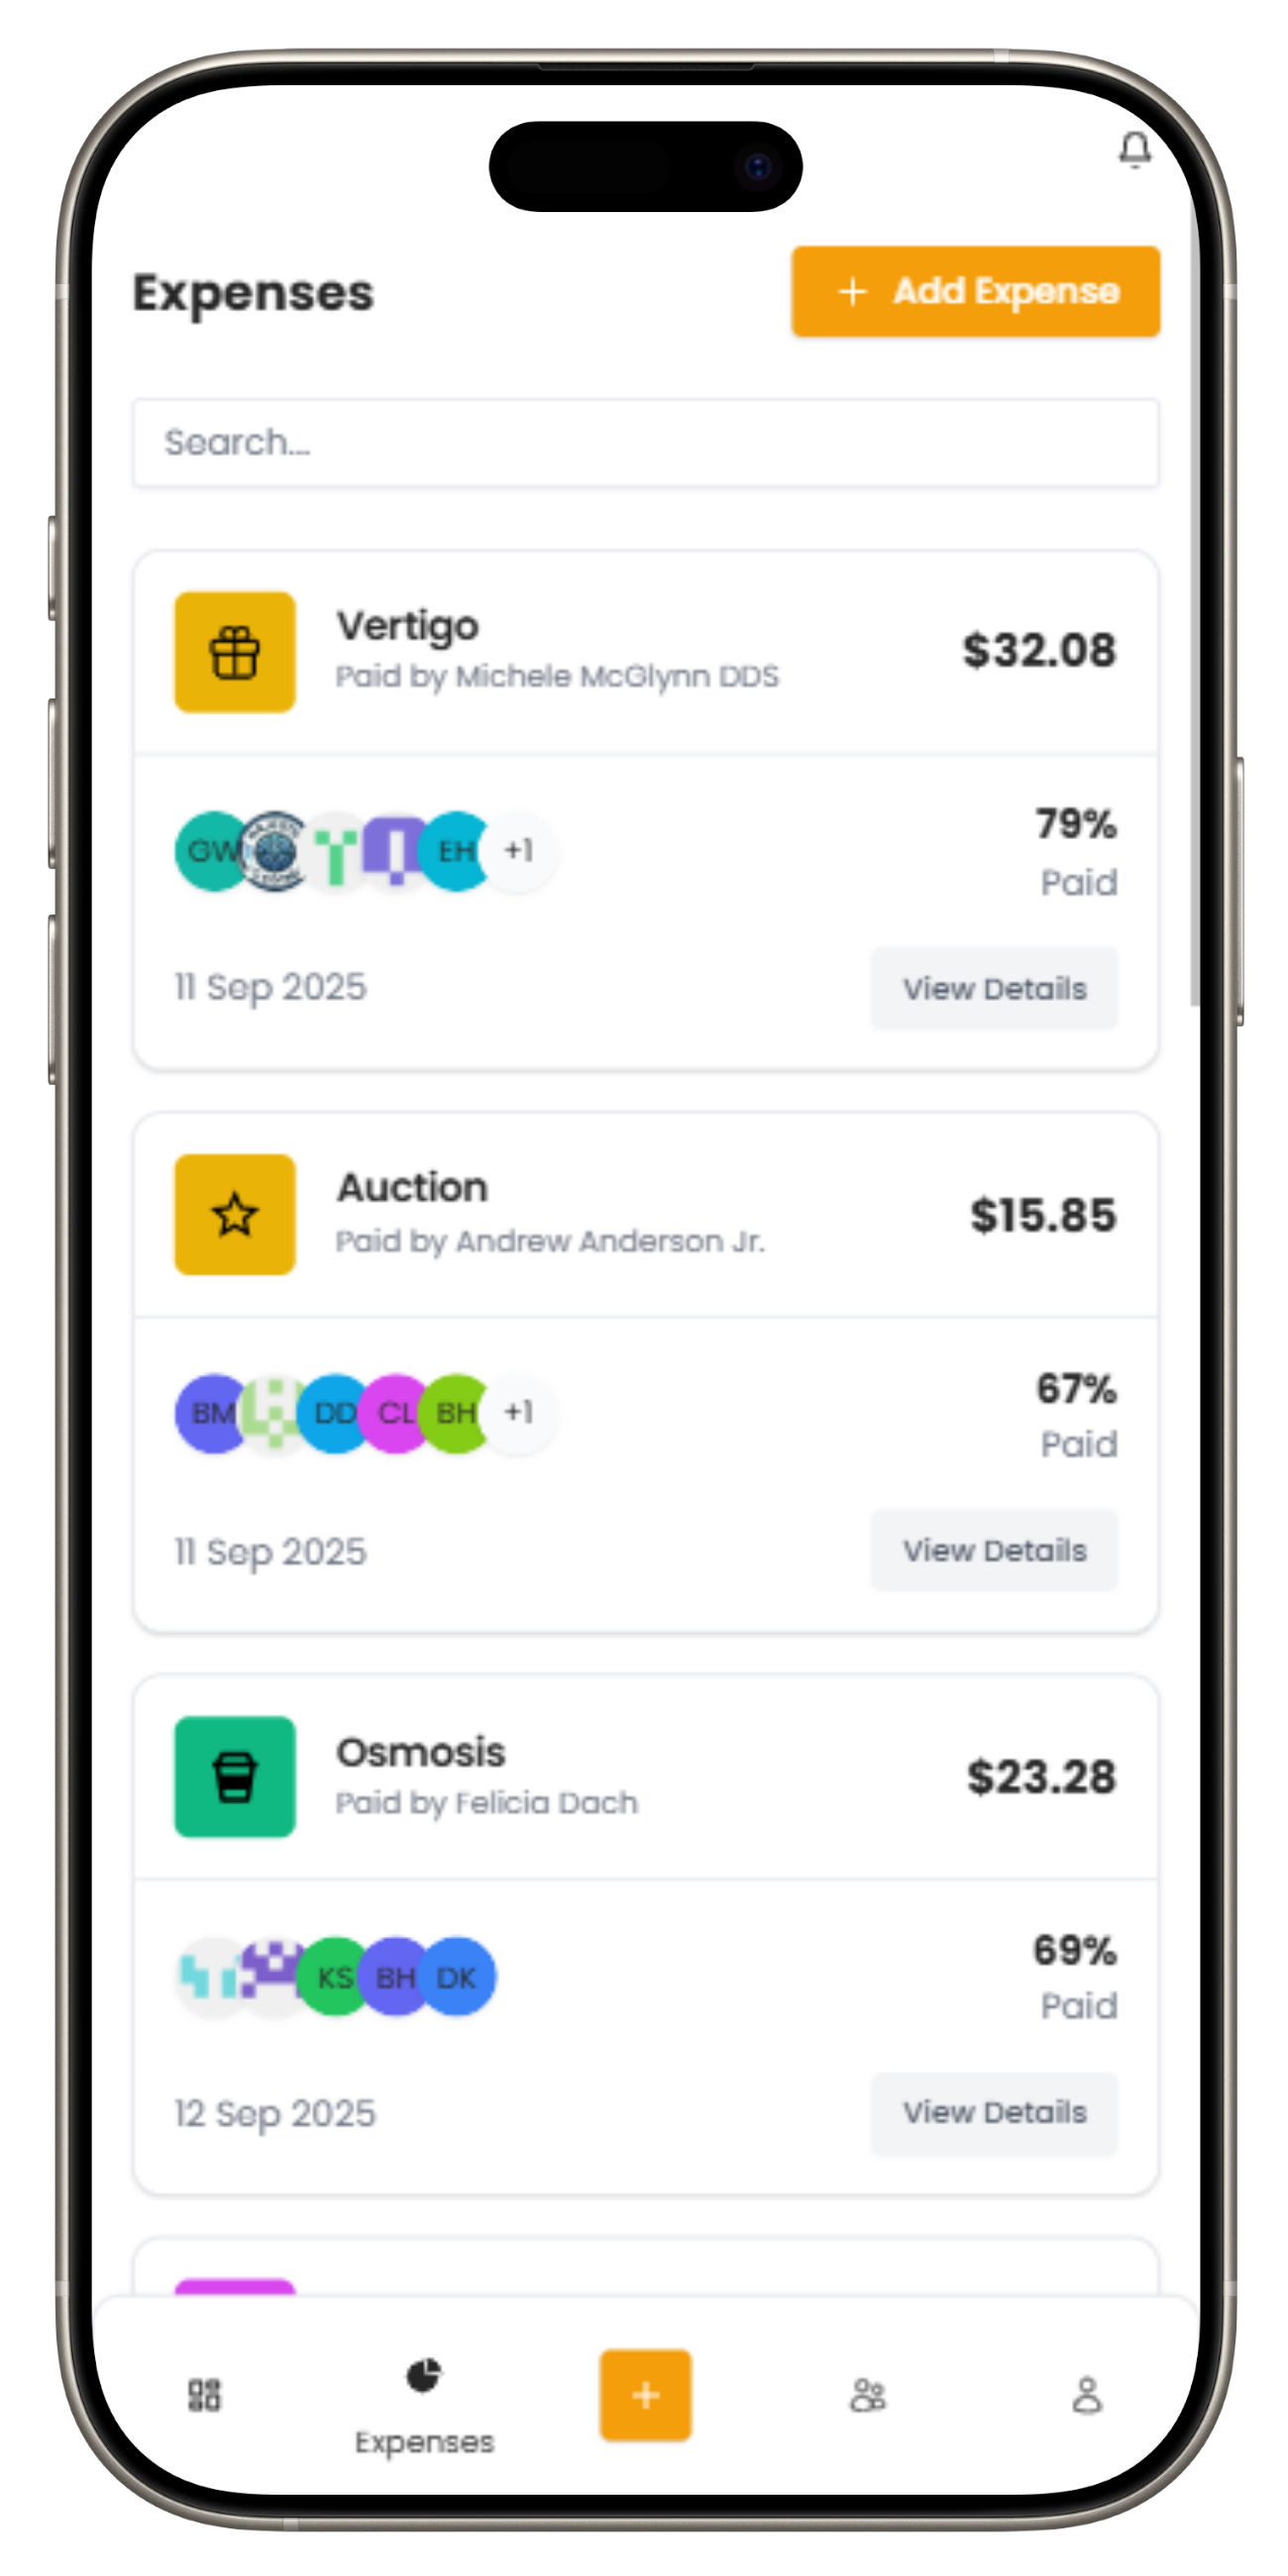 Expenses
+ Add Expense
Search...
Vertigo
Paid by Michele McGlynn DDS
$32.08
GW
EH
+1
79%
Paid
11 Sep 2025
View Details
Auction
Paid by Andrew Anderson Jr.
$15.85
BM
DD
CL
BH
+1
67%
Paid
11 Sep 2025
View Details
Osmosis
Paid by Felicia Dach
$23.28
KS
BH
DK
69%
Paid
12 Sep 2025
View Details
Expenses